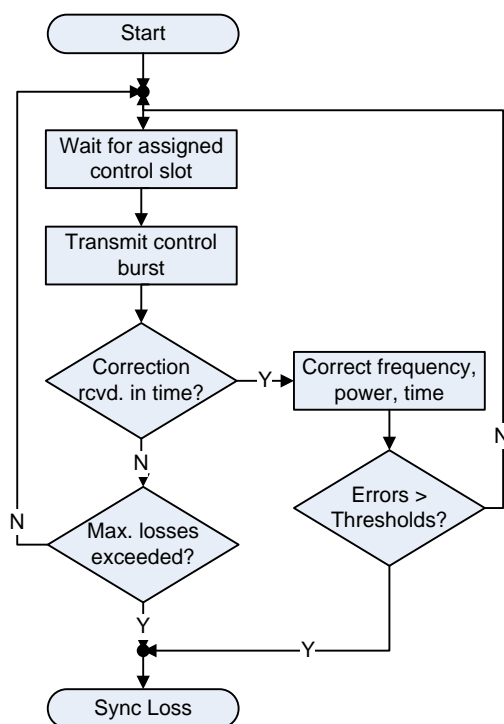 Start
Wait for assigned
control slot
Transmit control
burst
Correction
rcvd. in time?
Y
Correct frequency,
power, time
N
N
Errors >
Thresholds?
N
Max. losses
exceeded?
Y
Y
Sync Loss